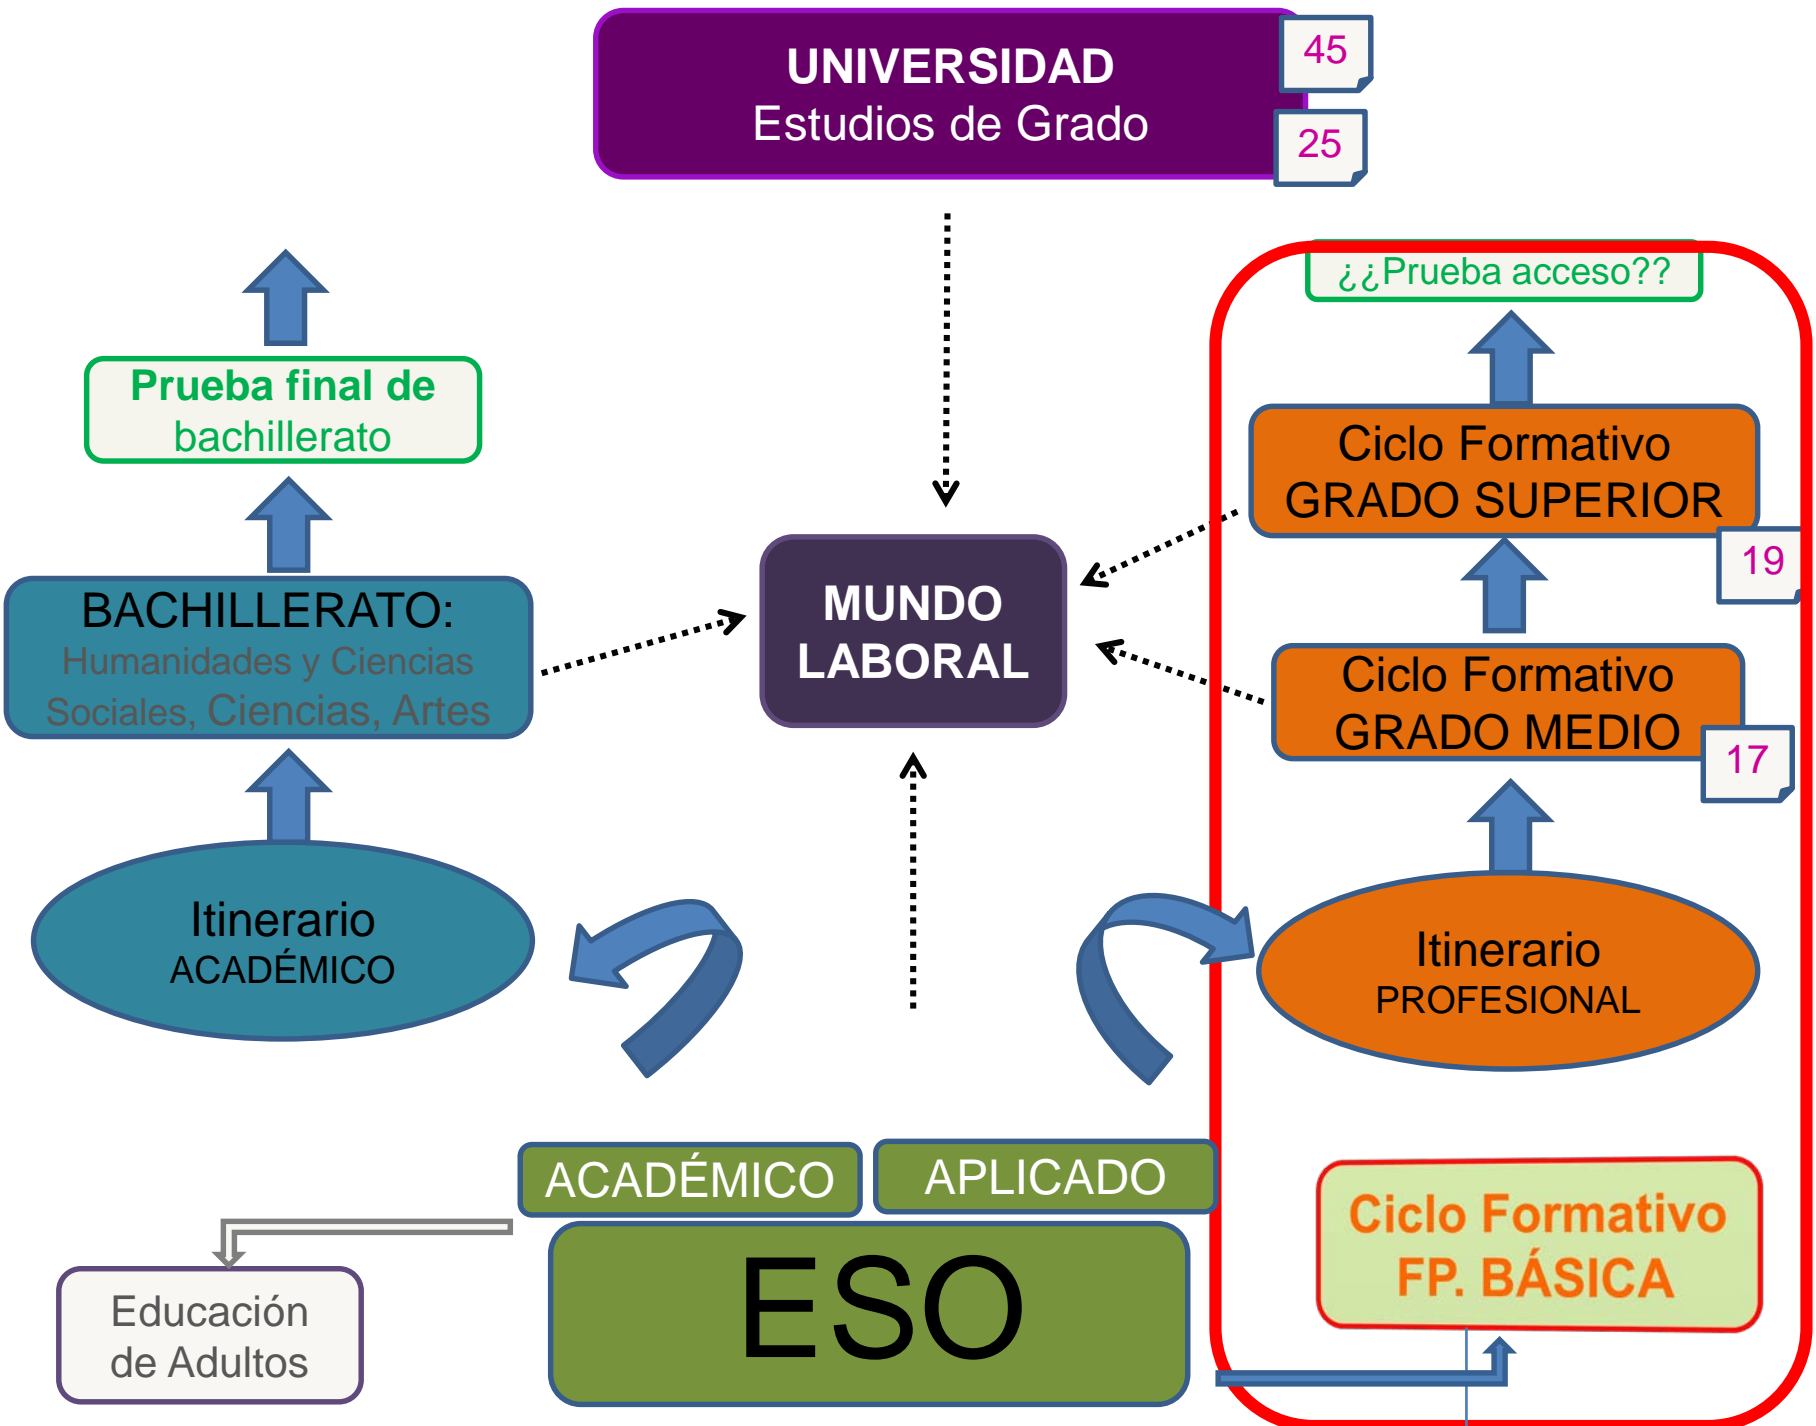 UNIVERSIDAD
Estudios de Grado
45
25
¿¿Prueba acceso??
Prueba final de
bachillerato
Ciclo Formativo
GRADO SUPERIOR
19
BACHILLERATO:
Humanidades y Ciencias
Sociales, Ciencias, Artes
MUNDO
LABORAL
Ciclo Formativo
GRADO MEDIO
17
Itinerario
ACADÉMICO
Itinerario
PROFESIONAL
ACADÉMICO
APLICADO
ESO
Ciclo Formativo
FP. BÁSICA
Educación
de Adultos